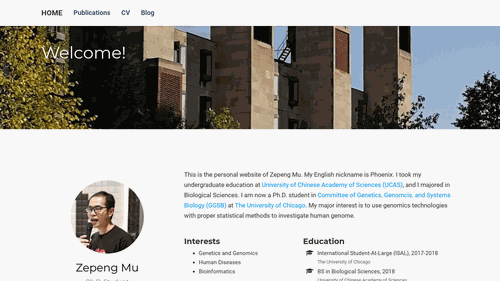 HOME Publications CV Blog
Welcome!
This is the personal website of Zepeng Mu. My English nickname is Phoenix. I took my
undergraduate education at University of Chinese Academy of Sciences (UCAS), and I majored in
Biological Sciences. I am now a Ph.D. student in Committee of Genetics, Genomcis, and Systems
Biology (GGSB) at The University of Chicago. My major interest is to use genomics technologies
with proper statistical methods to investigate human genome.
Zepeng Mu
Ph.D. Student
Interests
Genetics and Genomics
Human Diseases
Bioinformatics
Education
International Student-At-Large (ISAL), 2017-2018
The University of Chicago
BS in Biological Sciences, 2018
University of Chinese Academy of Sciences